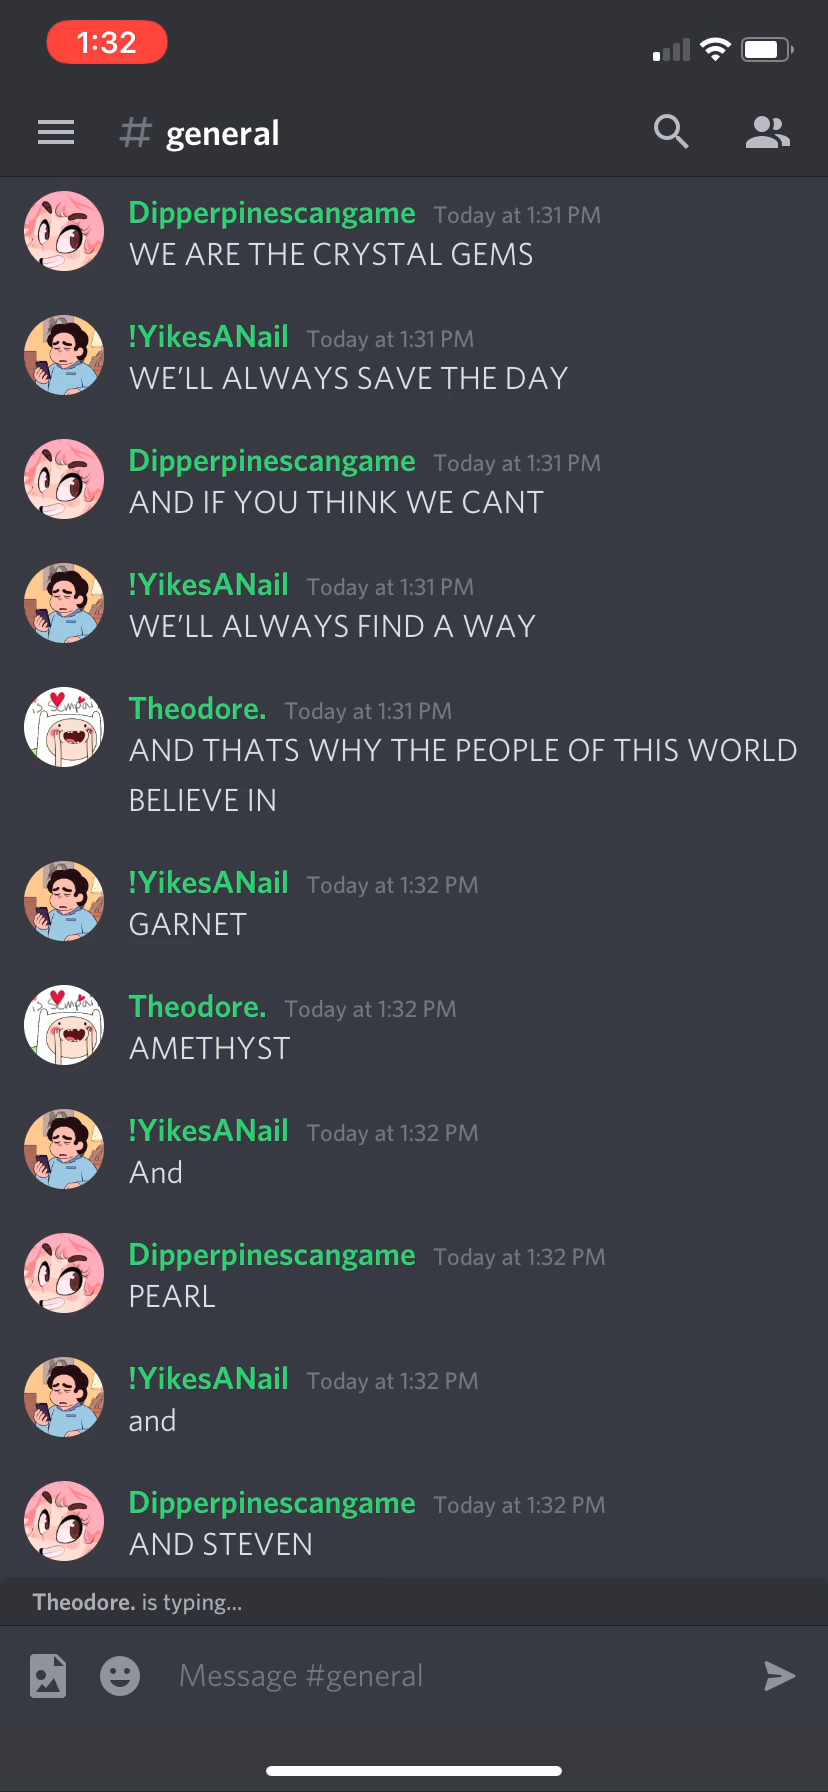 1:32
# general
Dipperpinescangame Today at 1:31 PM
WE ARE THE CRYSTAL GEMS
!YikesANail Today at 1:31 PM
WE’LL ALWAYS SAVE THE DAY
Dipperpinescangame Today at 1:31 PM
AND IF YOU THINK WE CANT
!YikesANail Today at 1:31 PM
WE’LL ALWAYS FIND A WAY
Theodore. Today at 1:31 PM
AND THATS WHY THE PEOPLE OF THIS WORLD
BELIEVE IN
!YikesANail Today at 1:32 PM
GARNET
Theodore. Today at 1:32 PM
AMETHYST
!YikesANail Today at 1:32 PM
And
Dipperpinescangame Today at 1:32 PM
PEARL
!YikesANail Today at 1:32 PM
and
Dipperpinescangame Today at 1:32 PM
AND STEVEN
Theodore. is typing...
Message #general